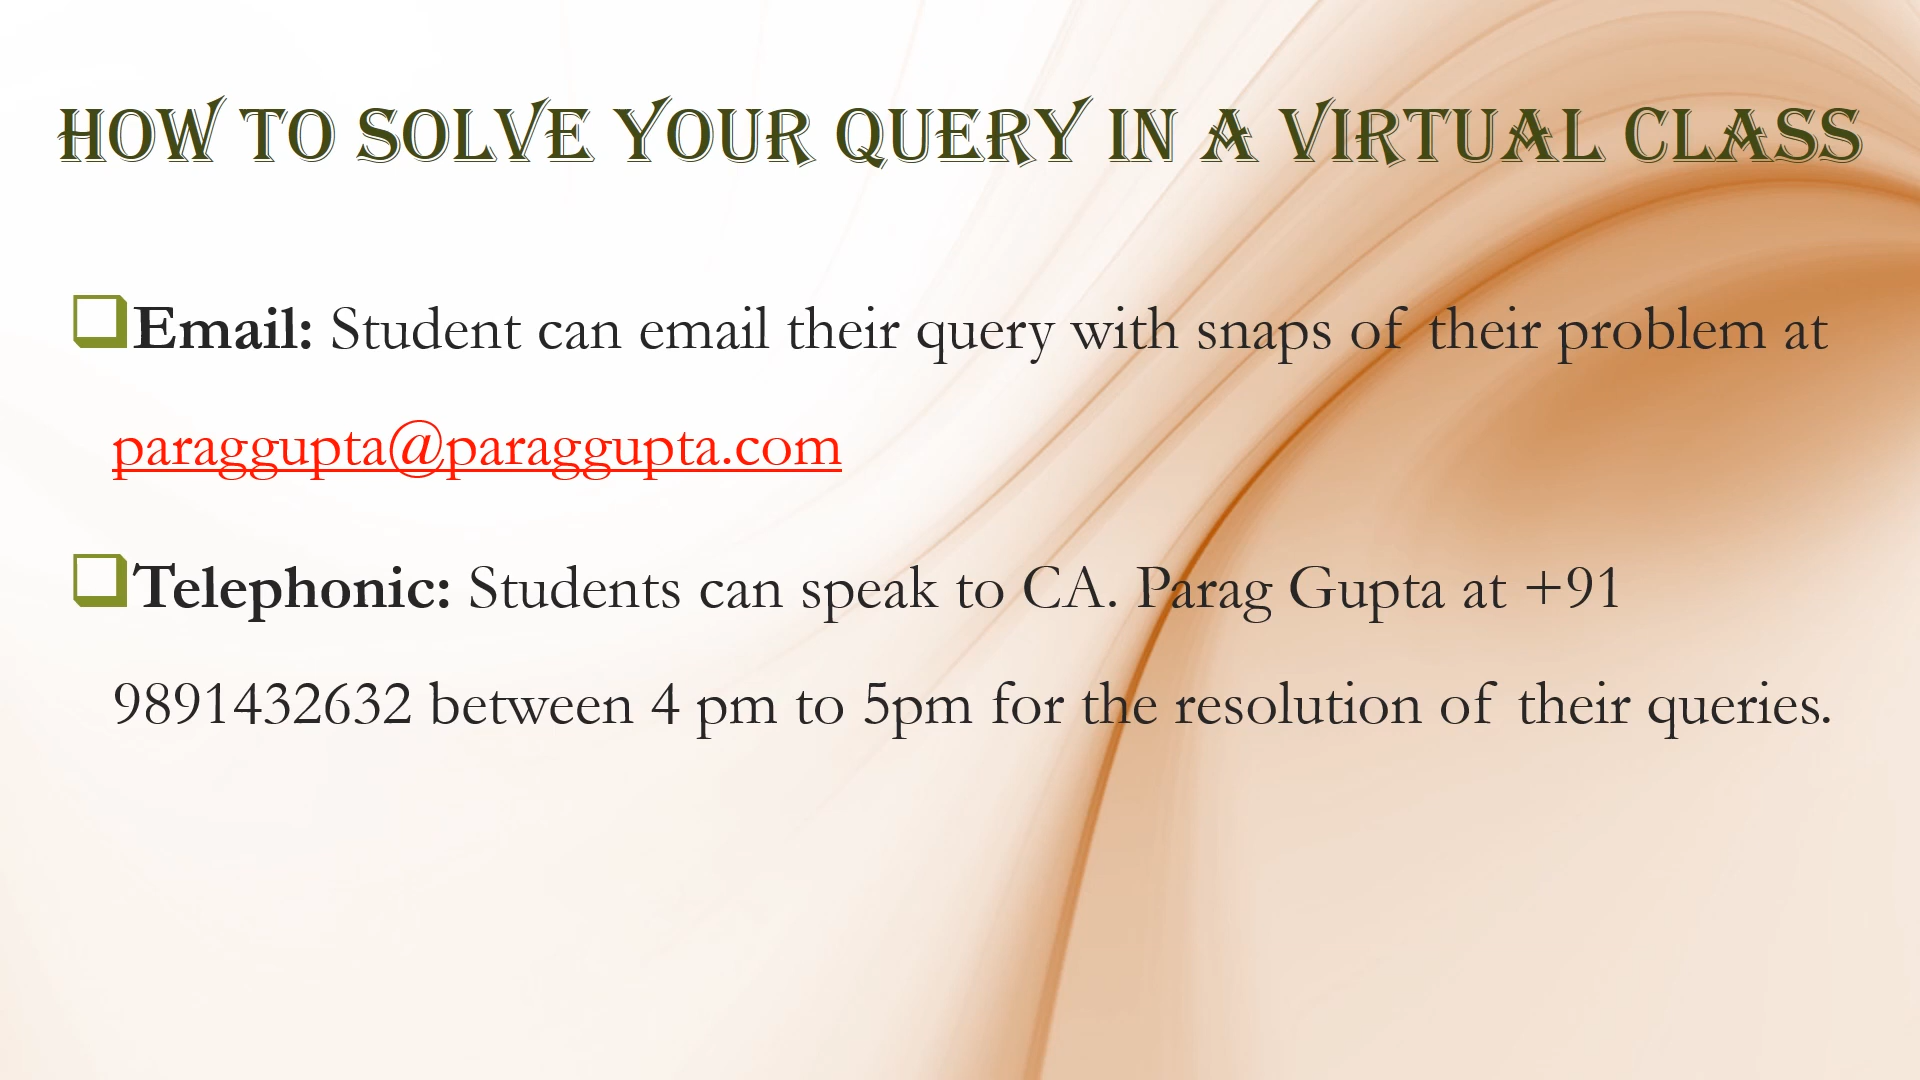 HOW TO SOLVE YOUR QUERY IN A VIRTUAL CLASS
Email: Student can email their query with snaps of their problem at
paraggupta@paraggupta.com
Telephonic: Students can speak to CA. Parag Gupta at +91
9891432632 between 4 pm to 5pm for the resolution of their queries.